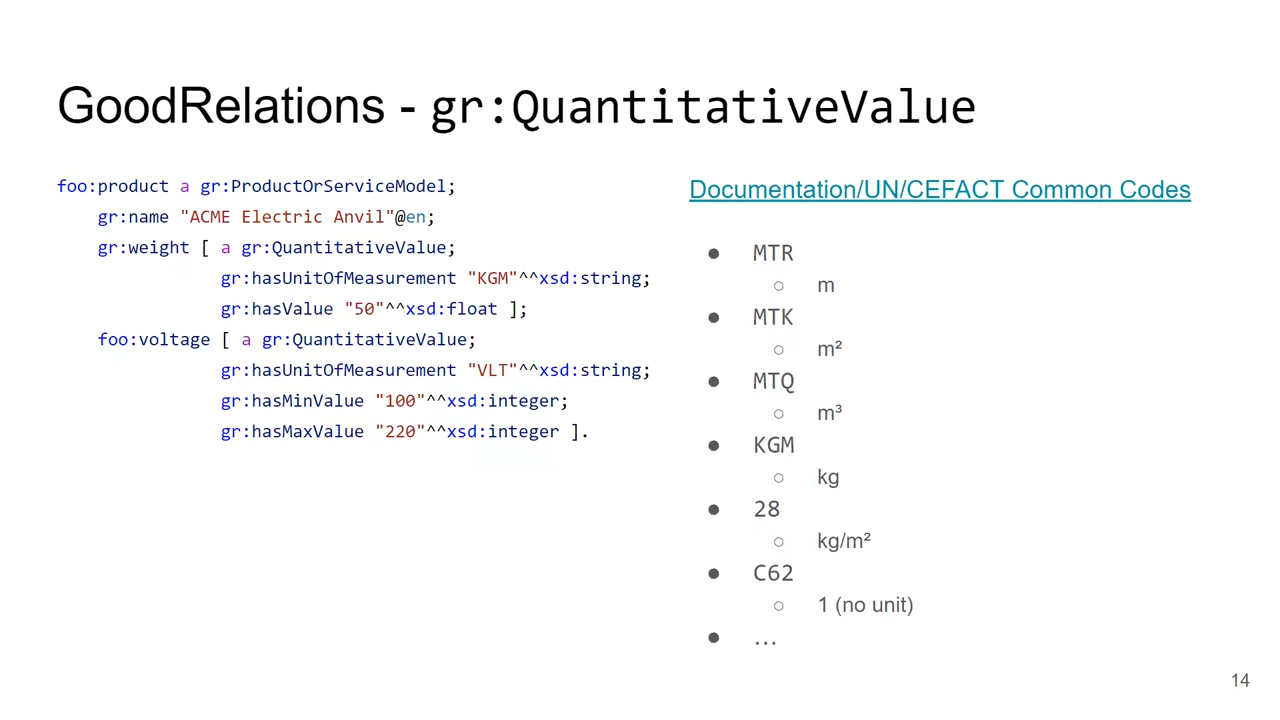 GoodRelations - gr:QuantitativeValue
foo:product a gr:ProductOrServiceModel;
gr:name "ACME Electric Anvil"@en;
gr:weight [ a gr:QuantitativeValue;
gr:hasUnitOfMeasurement "KGM"^^xsd:string;
gr:hasValue "50"^^xsd:float ];
foo:voltage [ a gr:QuantitativeValue;
gr:hasUnitOfMeasurement "VLT"^^xsd:string;
gr:hasMinValue "100"^^xsd:integer;
gr:hasMaxValue "220"^^xsd:integer ].
Documentation/UN/CEFACT Common Codes
● MTR
○ m
● MTK
○ m²
● MTQ
○ m³
● KGM
○ kg
● 28
○ kg/m²
● C62
○ 1 (no unit)
● ...
14